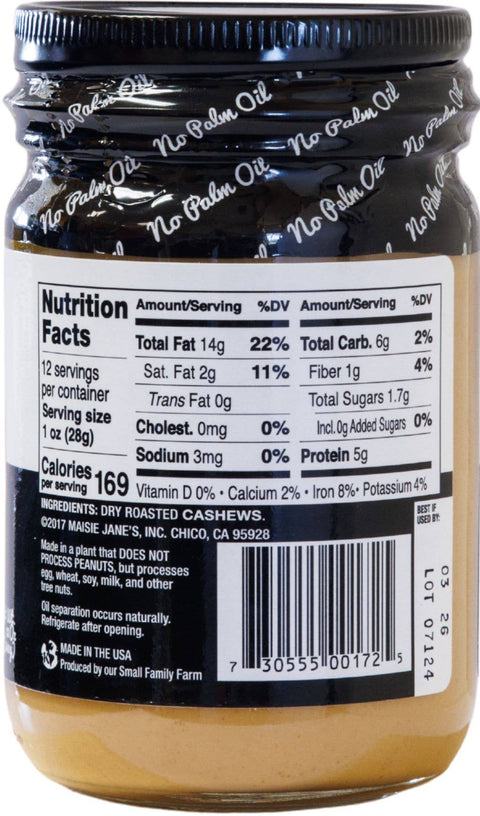 No Palm Oil
No Palm Oil
No Palm Oil
No Palm Oil
No Palm Oil
No Palm Oil
No Palm Oil
No Palm Oil
Nutrition
Facts
12 servings
per container
Serving size
1 oz (28g)
Calories
per serving 169
Amount/Serving %DV
Total Fat 14g 22%
Sat. Fat 2g 11%
Trans Fat 0g
Cholest. 0mg 0%
Sodium 3mg 0%
Amount/Serving %DV
Total Carb. 6g 2%
Fiber 1g 4%
Total Sugars 1.7g
Incl. 0g Added Sugars 0%
Protein 5g
Vitamin D 0% • Calcium 2% • Iron 8% • Potassium 4%
INGREDIENTS: DRY ROASTED CASHEWS.
©2017 MAISIE JANE'S, INC. CHICO, CA 95928
Made in a plant that DOES NOT
PROCESS PEANUTS, but processes
egg, wheat, soy, milk, and other
tree nuts.
Oil separation occurs naturally.
Refrigerate after opening.
MADE IN THE USA
Produced by our Small Family Farm
7 30555 00172 5
BEST IF
USED BY:
03 26
LOT 07124